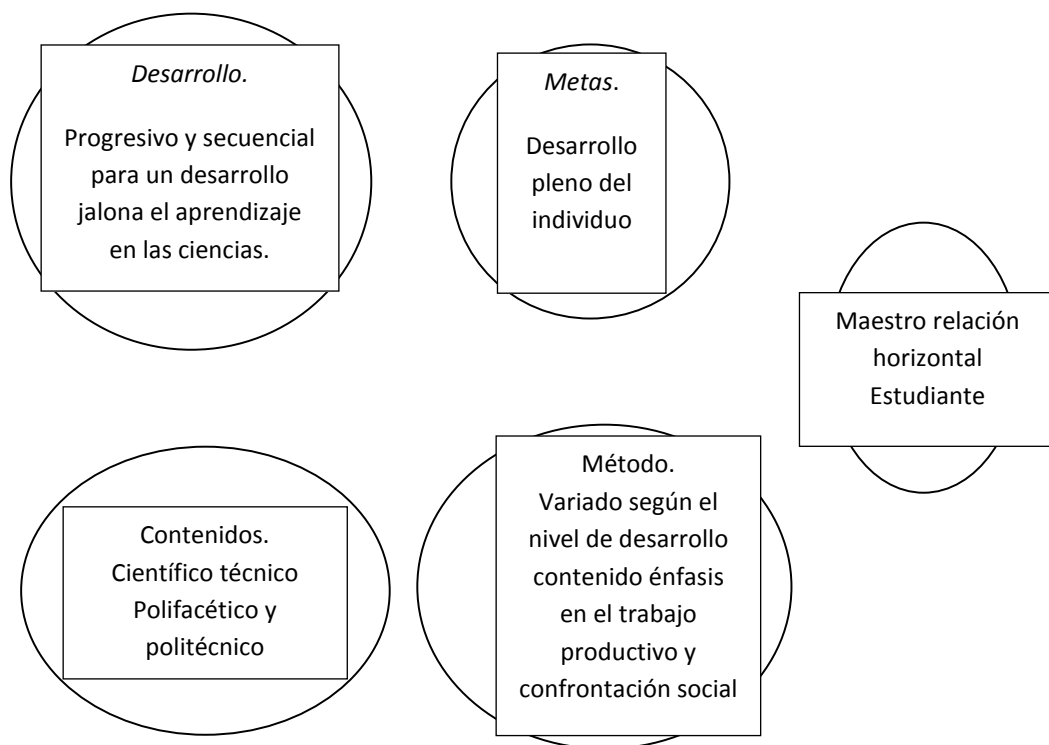 Desarrollo.
Progresivo y secuencial
para un desarrollo
jalona el aprendizaje
en las ciencias.
Metas.
Desarrollo
pleno del
individuo
Maestro relación
horizontal
Estudiante
Contenidos.
Científico técnico
Polifacético y
politécnico
Método.
Variado según el
nivel de desarrollo
contenido énfasis
en el trabajo
productivo y
confrontación social